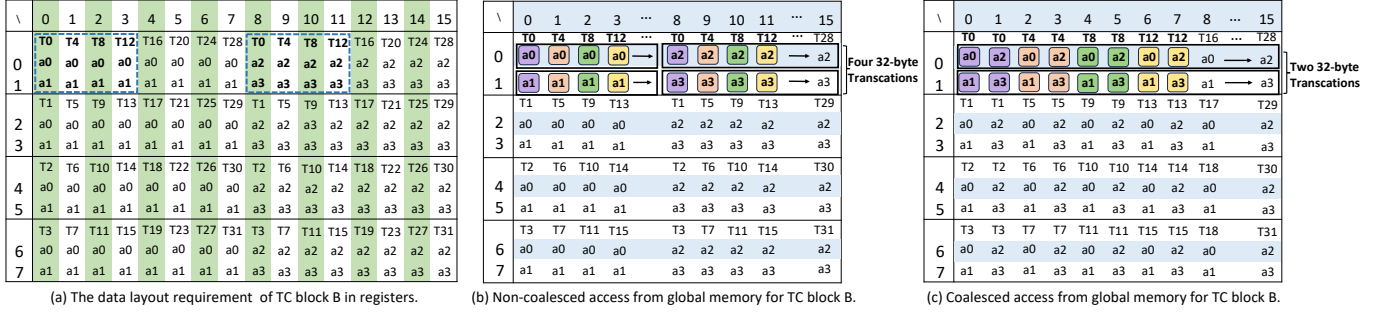 \ 0 1 2 3 4 5 6 7 8 9 10 11 12 13 14 15
T0 T4 T8 T12 T16 T20 T24 T28 T0 T4 T8 T12 T16 T20 T24 T28
0 a0 a0 a0 a0 a0 a0 a0 a0 a2 a2 a2 a2 a2 a2 a2 a2
1 a1 a1 a1 a1 a1 a1 a1 a1 a3 a3 a3 a3 a3 a3 a3 a3
T1 T5 T9 T13 T17 T21 T25 T29 T1 T5 T9 T13 T17 T21 T25 T29
2 a0 a0 a0 a0 a0 a0 a0 a0 a2 a2 a2 a2 a2 a2 a2 a2
3 a1 a1 a1 a1 a1 a1 a1 a1 a3 a3 a3 a3 a3 a3 a3 a3
T2 T6 T10 T14 T18 T22 T26 T30 T2 T6 T10 T14 T18 T22 T26 T30
4 a0 a0 a0 a0 a0 a0 a0 a0 a2 a2 a2 a2 a2 a2 a2 a2
5 a1 a1 a1 a1 a1 a1 a1 a1 a3 a3 a3 a3 a3 a3 a3 a3
T3 T7 T11 T15 T19 T23 T27 T31 T3 T7 T11 T15 T19 T23 T27 T31
6 a0 a0 a0 a0 a0 a0 a0 a0 a2 a2 a2 a2 a2 a2 a2 a2
7 a1 a1 a1 a1 a1 a1 a1 a1 a3 a3 a3 a3 a3 a3 a3 a3
(a) The data layout requirement of TC block B in registers.
\ 0 1 2 3 ··· 8 9 10 11 ··· 15
T0 T4 T8 T12 T0 T4 T8 T12 T28
0 a0 a0 a0 a0 → a2 a2 a2 a2 → a2
1 a1 a1 a1 a1 → a3 a3 a3 a3 → a3
Four 32-byte
Transcations
T1 T5 T9 T13 T1 T5 T9 T13 T29
2 a0 a0 a0 a0 a2 a2 a2 a2 a2
3 a1 a1 a1 a1 a3 a3 a3 a3 a3
T2 T6 T10 T14 T2 T6 T10 T14 T30
4 a0 a0 a0 a0 a2 a2 a2 a2 a2
5 a1 a1 a1 a1 a3 a3 a3 a3 a3
T3 T7 T11 T15 T3 T7 T11 T15 T31
6 a0 a0 a0 a0 a2 a2 a2 a2 a2
7 a1 a1 a1 a1 a3 a3 a3 a3 a3
(b) Non-coalesced access from global memory for TC block B.
\ 0 1 2 3 4 5 6 7 8 ··· 15
T0 T0 T4 T4 T8 T8 T12 T12 T16 T28
0 a0 a2 a0 a2 a0 a2 a0 a2 a0 → a2
1 a1 a3 a1 a3 a1 a3 a1 a3 a1 → a3
Two 32-byte
Transcations
T1 T1 T5 T5 T9 T9 T13 T13 T17 T29
2 a0 a2 a0 a2 a0 a2 a0 a2 a0 a2
3 a1 a3 a1 a3 a1 a3 a1 a3 a1 a3
T2 T2 T6 T6 T10 T10 T14 T14 T18 T30
4 a0 a2 a0 a2 a0 a2 a0 a2 a0 a2
5 a1 a3 a1 a3 a1 a3 a1 a3 a1 a3
T3 T3 T7 T7 T11 T11 T15 T15 T18 T31
6 a0 a2 a0 a2 a0 a2 a0 a2 a0 a2
7 a1 a3 a1 a3 a1 a3 a1 a3 a1 a3
(c) Coalesced access from global memory for TC block B.